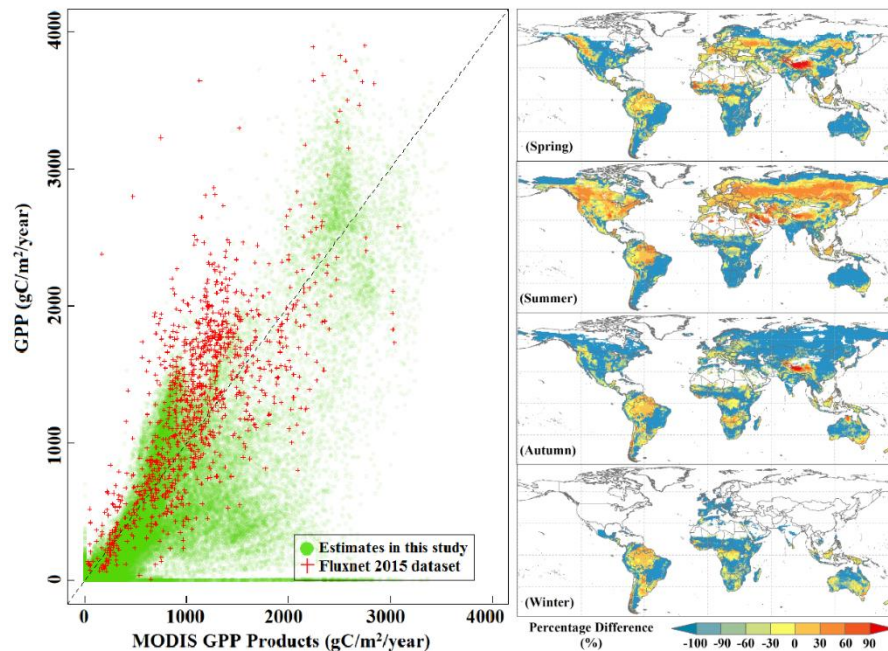 4000
3000
2000
1000
0
GPP (gC/m²/year)
Estimates in this study
Fluxnet 2015 dataset
0
1000
2000
3000
4000
MODIS GPP Products (gC/m²/year)
(Spring)
(Summer)
(Autumn)
(Winter)
Percentage Difference
(%)
-100 -90 -60 -30 0 30 60 90